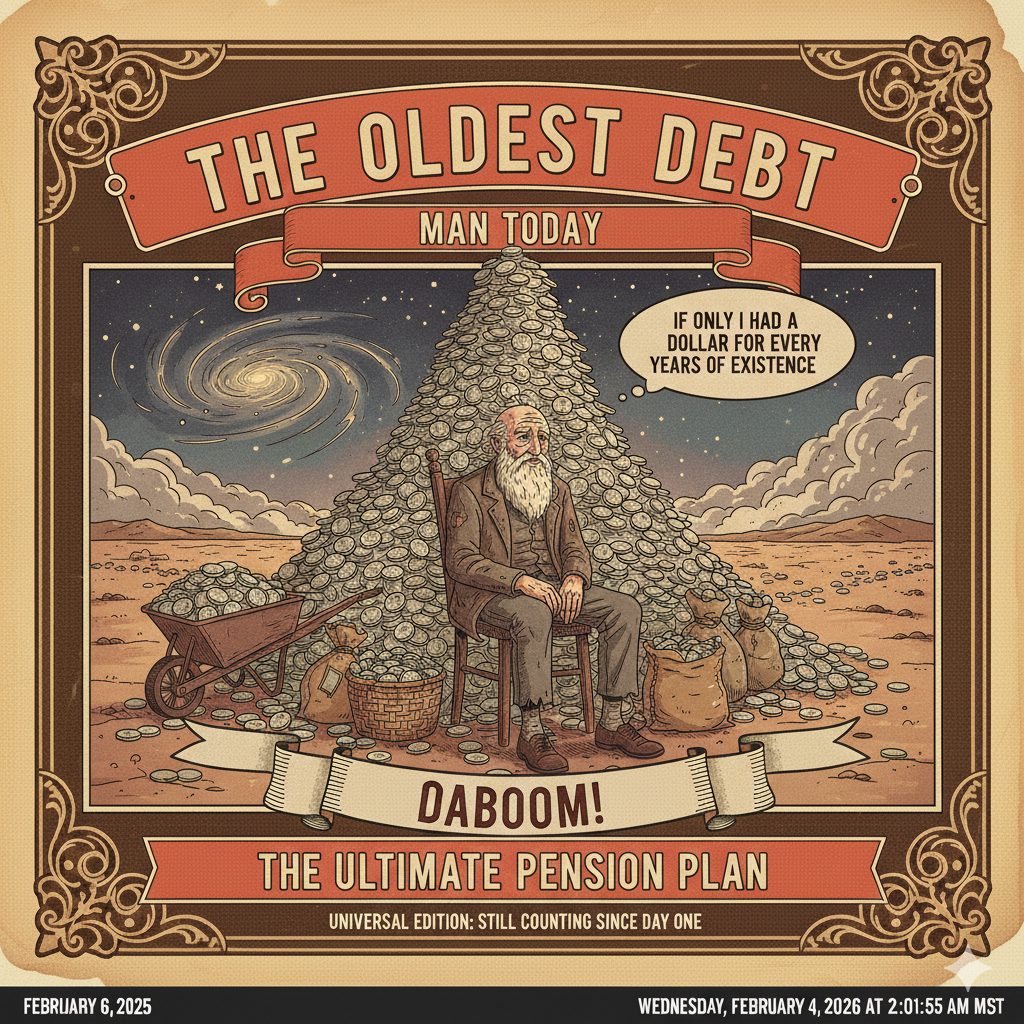 THE OLDEST DEBT
MAN TODAY
IF ONLY I HAD A
DOLLAR FOR EVERY
YEARS OF EXISTENCE
DABOOM!
THE ULTIMATE PENSION PLAN
UNIVERSAL EDITION: STILL COUNTING SINCE DAY ONE
FEBRUARY 6, 2025
WEDNESDAY, FEBRUARY 4, 2026 AT 2:01:55 AM MST